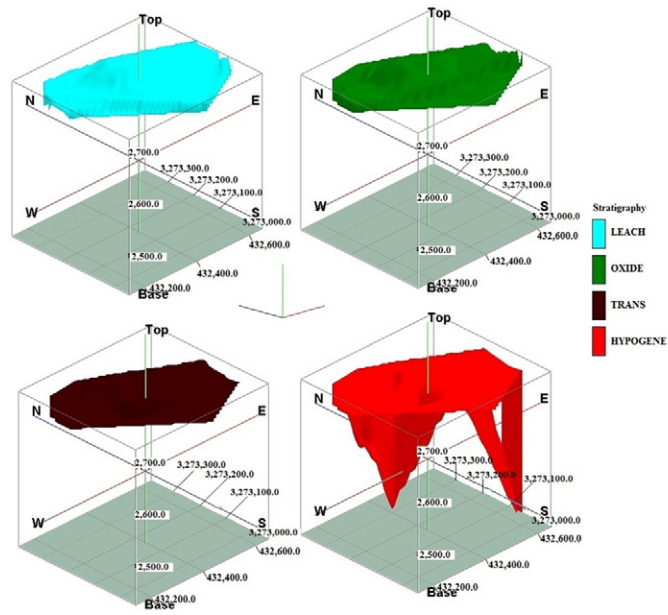 Top
N
E
2,700.0
3,273,300.0
3,273,200.0
3,273,100.0
2,600.0
W
S
3,273,000.0
432,600.0
2,500.0
432,400.0
432,200.0
Base
Top
N
E
2,700.0
3,273,300.0
3,273,200.0
3,273,100.0
2,600.0
W
S
3,273,000.0
432,600.0
2,500.0
432,400.0
432,200.0
Base
Stratigraphy
LEACH
OXIDE
TRANS
HYPOGENE
Top
N
E
2,700.0
3,273,300.0
3,273,200.0
3,273,100.0
2,600.0
W
S
3,273,000.0
432,600.0
2,500.0
432,400.0
432,200.0
Base
Top
N
E
2,700.0
3,273,300.0
3,273,200.0
3,273,100.0
2,600.0
W
S
3,273,000.0
432,600.0
2,500.0
432,400.0
432,200.0
Base